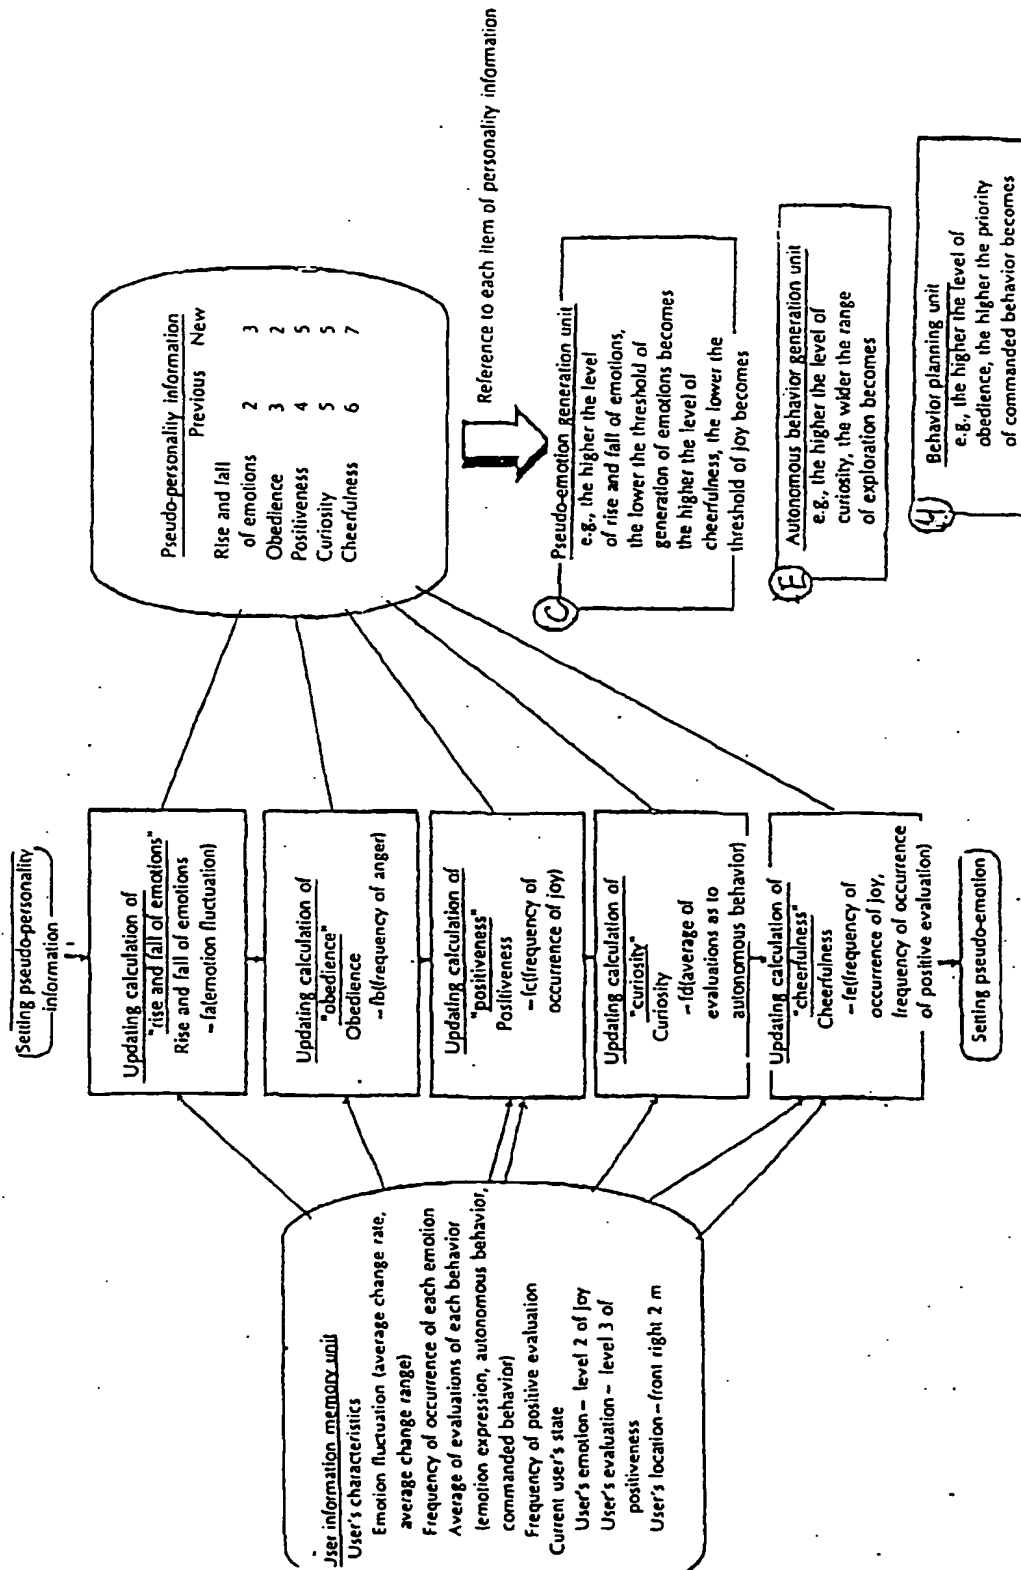 Setting pseudo-personality
information
User information memory unit
User's characteristics
Emotion fluctuation (average change rate,
average change range)
Frequency of occurrence of each emotion
Average of evaluations of each behavior
(emotion expression, autonomous behavior,
commanded behavior)
Frequency of positive evaluation
Current user's state
User's emotion – level 2 of joy
User's evaluation – level 3 of
positiveness
User's location – front right 2 m
Updating calculation of
"rise and fall of emotions"
Rise and fall of emotions
– fa(emotion fluctuation)
Updating calculation of
"obedience"
Obedience
– fb(frequency of anger)
Updating calculation of
"positiveness"
Positiveness
– fc(frequency of
occurrence of joy)
Updating calculation of
"curiosity"
Curiosity
– fd(average of
evaluations as to
autonomous behavior)
Updating calculation of
"cheerfulness"
Cheerfulness
– fe(frequency of
occurrence of joy,
frequency of occurrence
of positive evaluation)
Setting pseudo-emotion
Pseudo-personality information
Previous New
Rise and fall
of emotions 2 3
Obedience 3 2
Positiveness 4 5
Curiosity 5 5
Cheerfulness 6 7
Reference to each item of personality information
C
Pseudo-emotion generation unit
e.g., the higher the level
of rise and fall of emotions,
the lower the threshold of
generation of emotions becomes
the higher the level of
cheerfulness, the lower the
threshold of joy becomes
E
Autonomous behavior generation unit
e.g., the higher the level of
curiosity, the wider the range
of exploration becomes
Behavior planning unit
e.g., the higher the level of
obedience, the higher the priority
of commanded behavior becomes